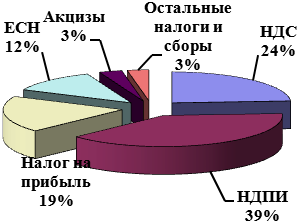 Акцизы
3%
Остальные
налоги и
сборы
3%
НДС
24%
НДПИ
39%
Налог на
прибыль
19%
ЕСН
12%